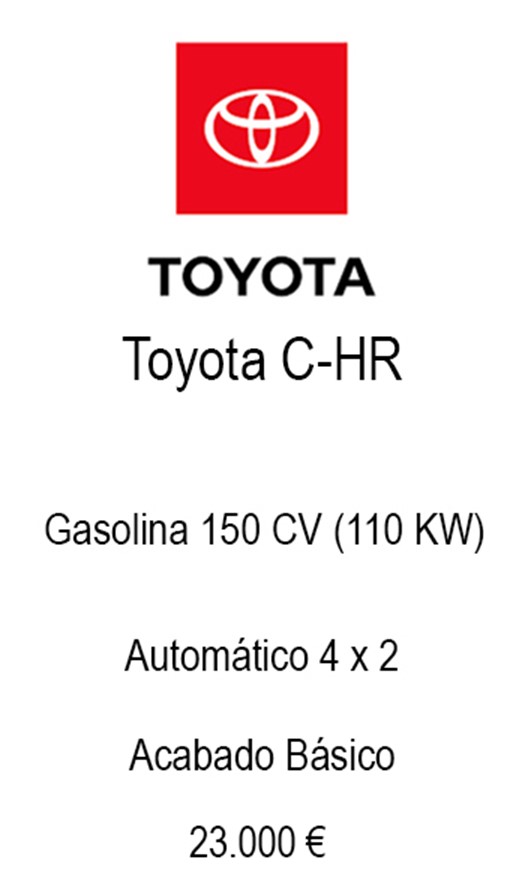 TOYOTA
Toyota C-HR
Gasolina 150 CV (110 KW)
Automático 4 x 2
Acabado Básico
23.000 €